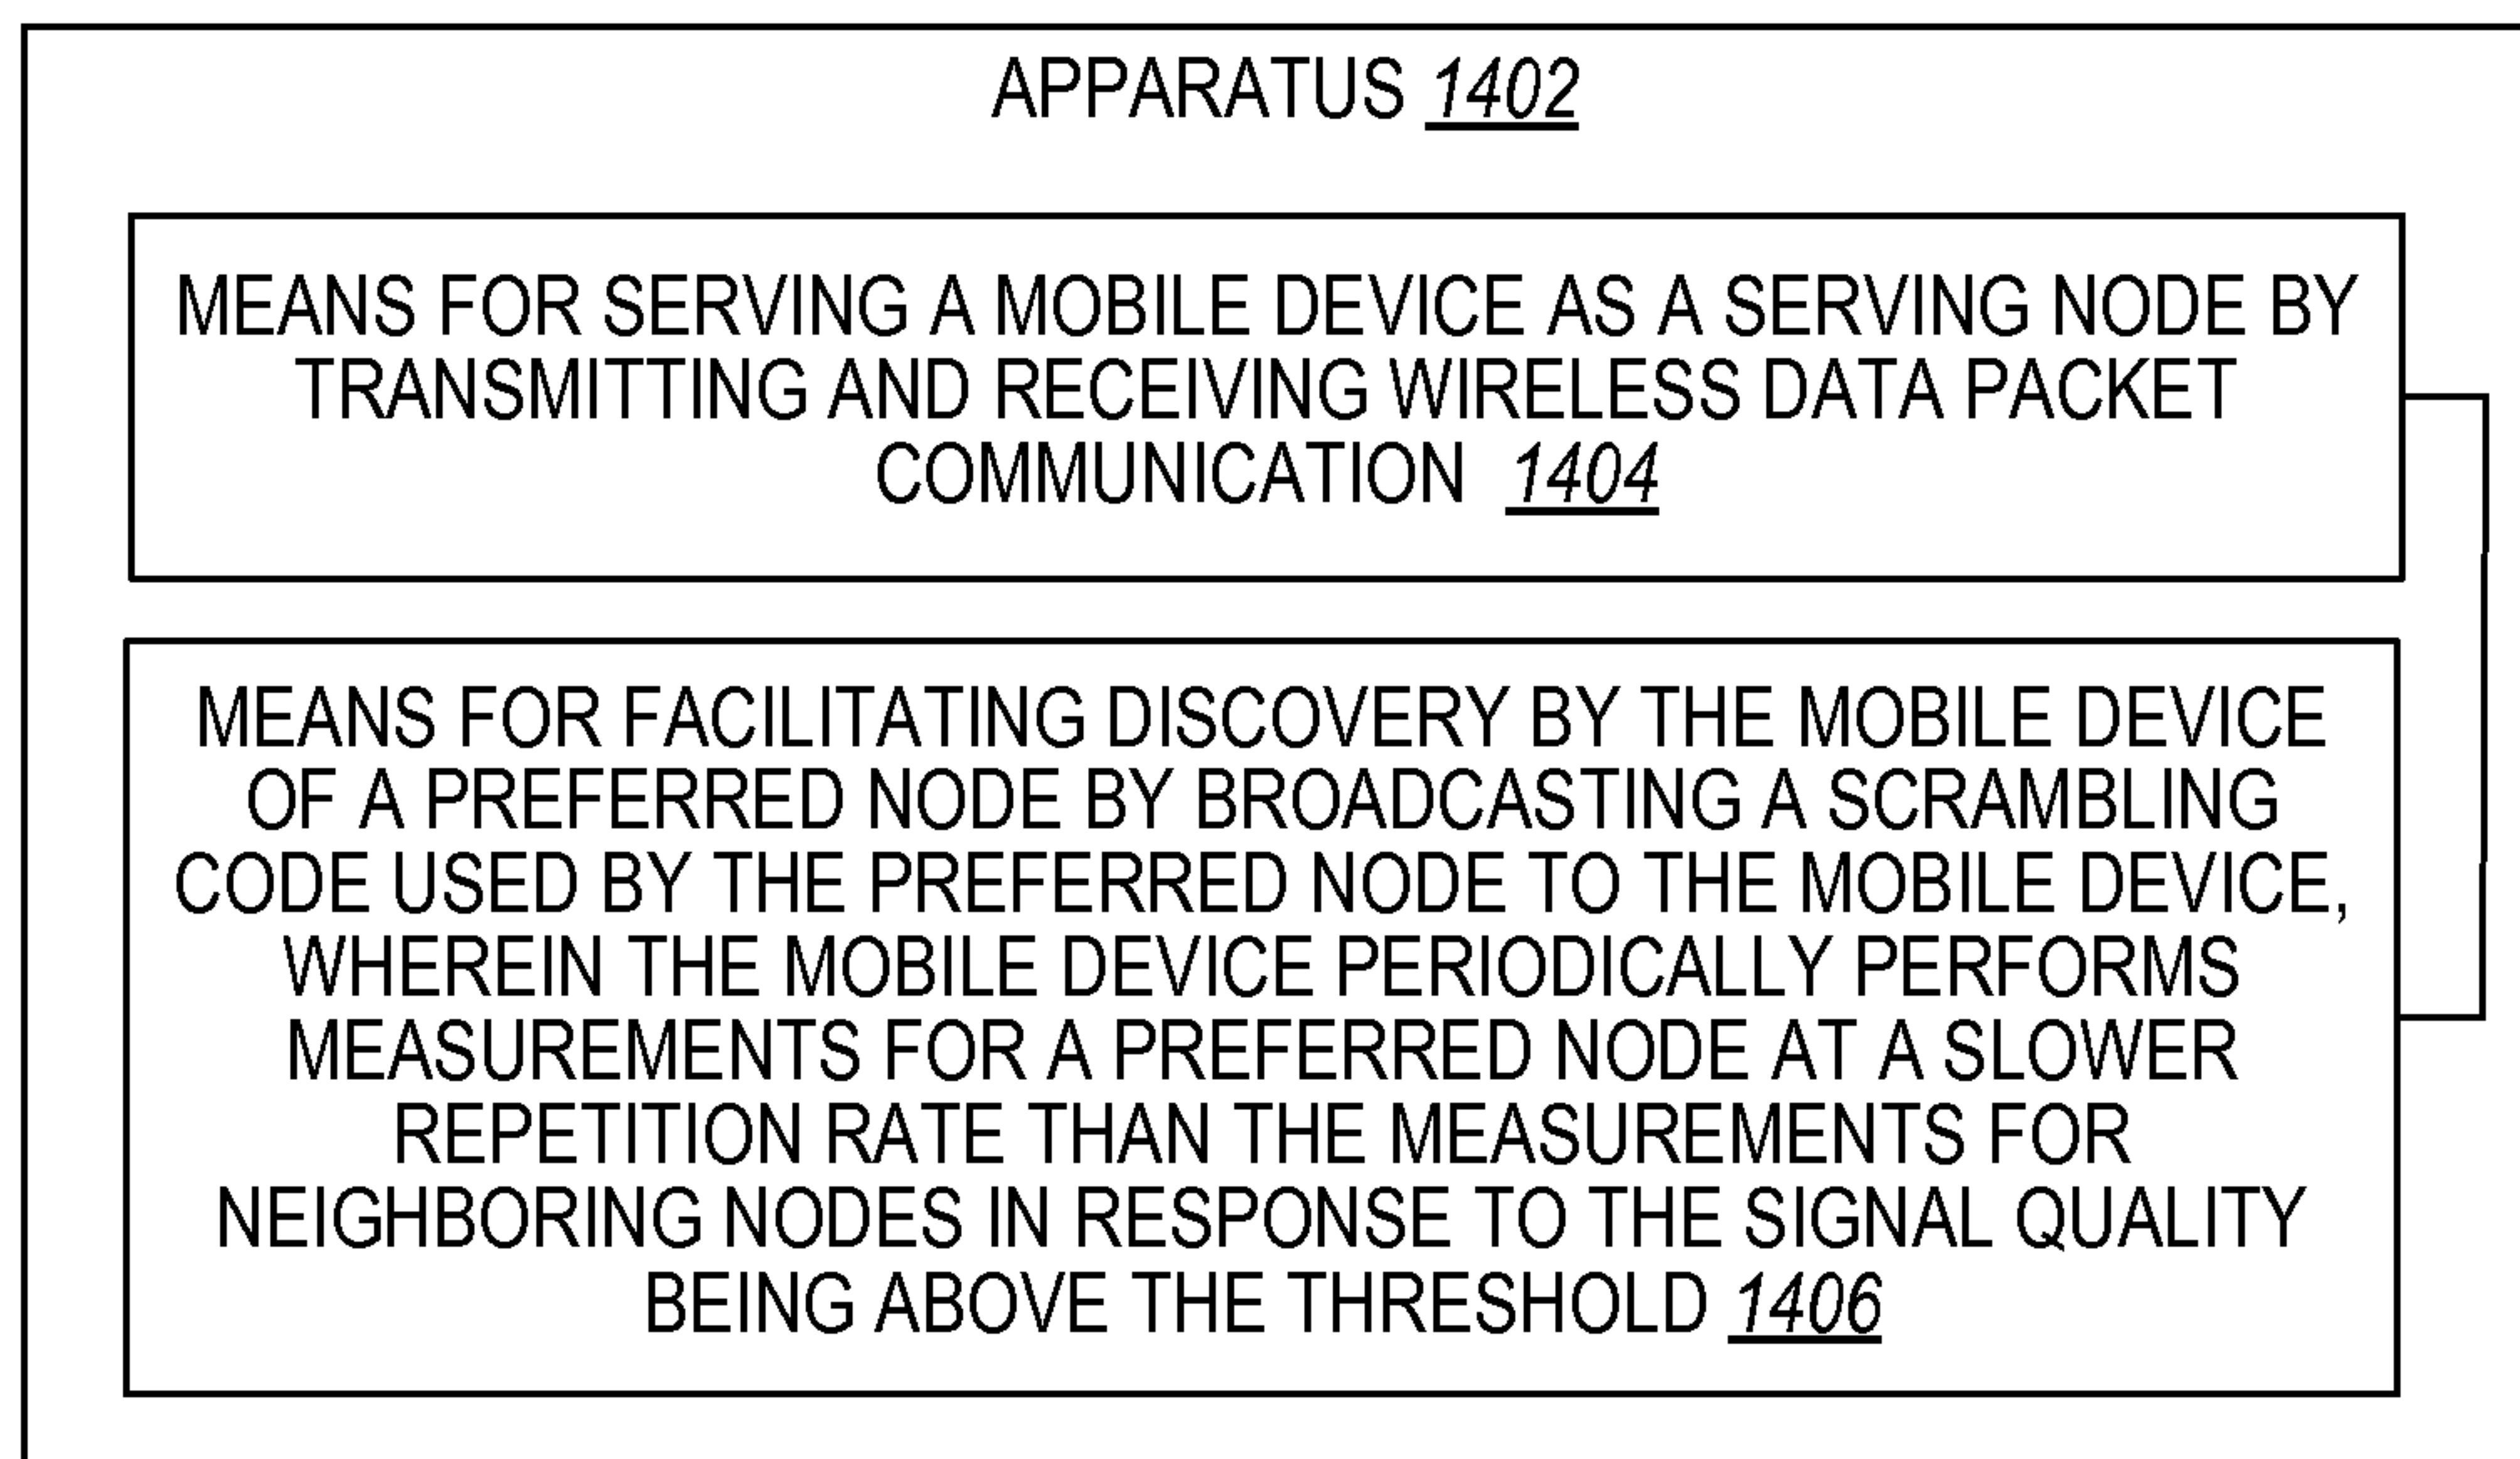 APPARATUS 1402
MEANS FOR SERVING A MOBILE DEVICE AS A SERVING NODE BY
TRANSMITTING AND RECEIVING WIRELESS DATA PACKET
COMMUNICATION 1404
MEANS FOR FACILITATING DISCOVERY BY THE MOBILE DEVICE
OF A PREFERRED NODE BY BROADCASTING A SCRAMBLING
CODE USED BY THE PREFERRED NODE TO THE MOBILE DEVICE,
WHEREIN THE MOBILE DEVICE PERIODICALLY PERFORMS
MEASUREMENTS FOR A PREFERRED NODE AT A SLOWER
REPETITION RATE THAN THE MEASUREMENTS FOR
NEIGHBORING NODES IN RESPONSE TO THE SIGNAL QUALITY
BEING ABOVE THE THRESHOLD 1406